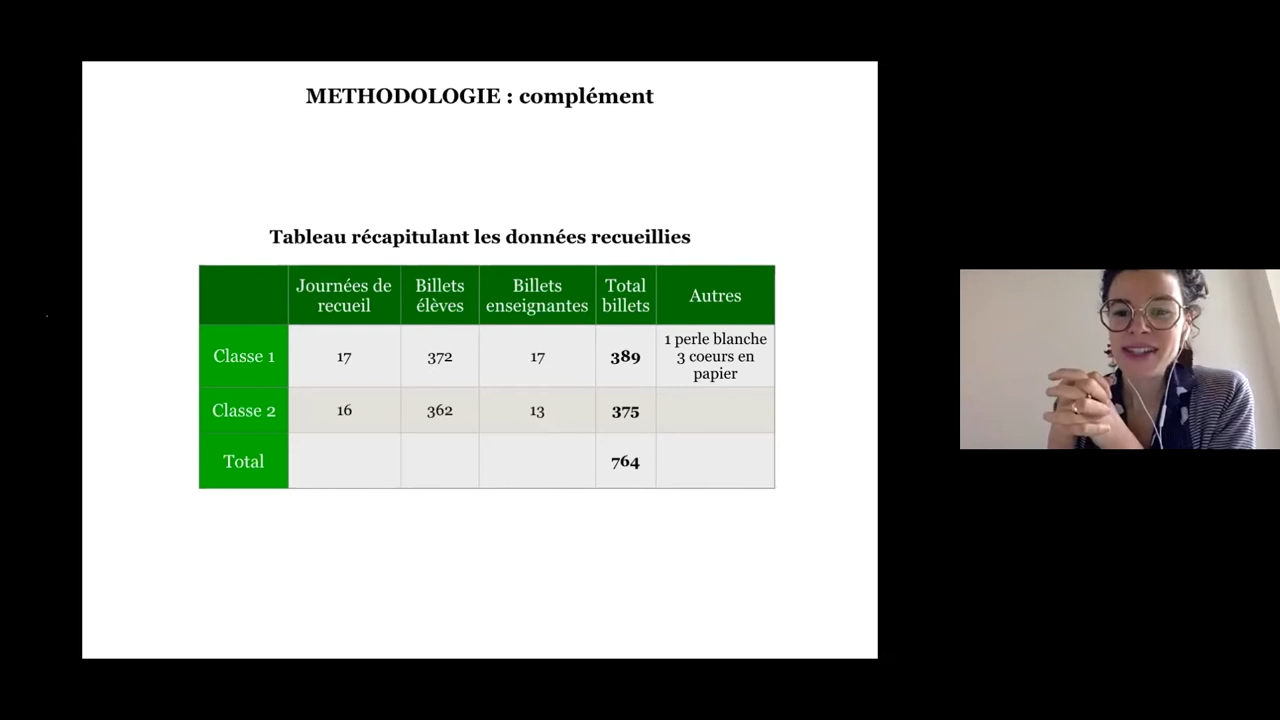 METHODOLOGIE : complément
Tableau récapitulant les données recueillies
Journées de recueil Billets élèves Billets enseignantes Total billets Autres
Classe 1 17 372 17 389 1 perle blanche 3 coeurs en papier
Classe 2 16 362 13 375
Total 764